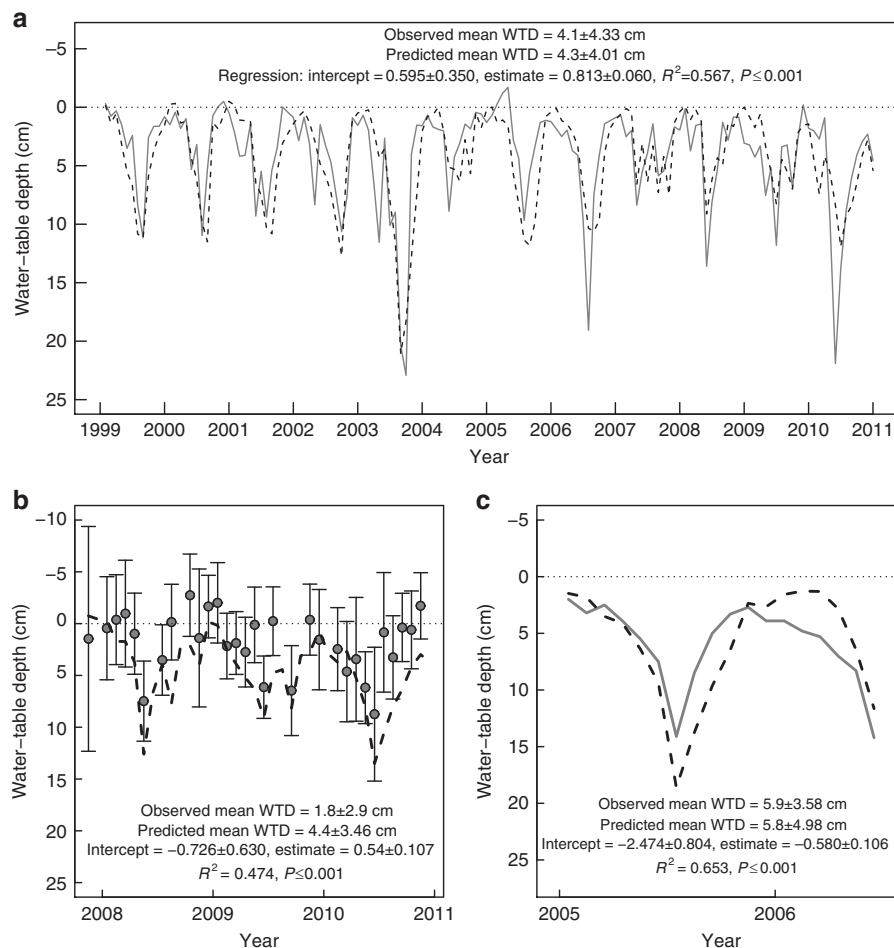 a
Observed mean WTD = 4.1±4.33 cm
Predicted mean WTD = 4.3±4.01 cm
Regression: intercept = 0.595±0.350, estimate = 0.813±0.060, R²=0.567, P≤0.001
Water-table depth (cm)
–5
0
5
10
15
20
25
1999 2000 2001 2002 2003 2004 2005 2006 2007 2008 2009 2010 2011
Year
b
Water-table depth (cm)
–10
–5
0
5
10
15
20
25
Observed mean WTD = 1.8±2.9 cm
Predicted mean WTD = 4.4±3.46 cm
Intercept = –0.726±0.630, estimate = 0.54±0.107
R² = 0.474, P≤0.001
2008 2009 2010 2011
Year
c
Water-table depth (cm)
–5
0
5
10
15
20
25
Observed mean WTD = 5.9±3.58 cm
Predicted mean WTD = 5.8±4.98 cm
Intercept = –2.474±0.804, estimate = –0.580±0.106
R² = 0.653, P≤0.001
2005 2006
Year